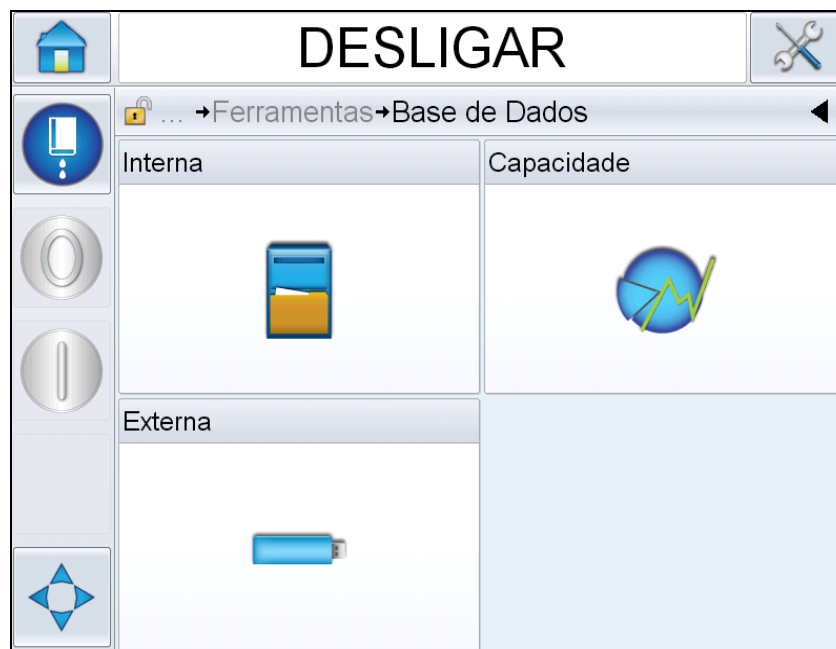 DESLIGAR
... →Ferramentas→Base de Dados
Interna
Capacidade
Externa